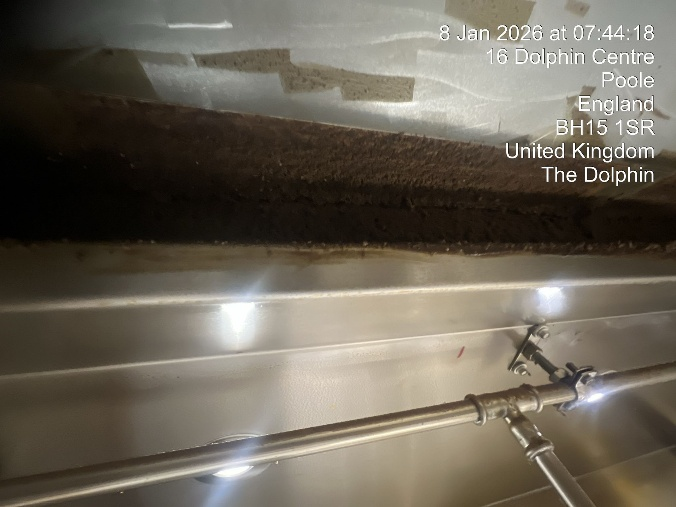 8 Jan 2026 at 07:44:18
16 Dolphin Centre
Poole
England
BH15 1SR
United Kingdom
The Dolphin